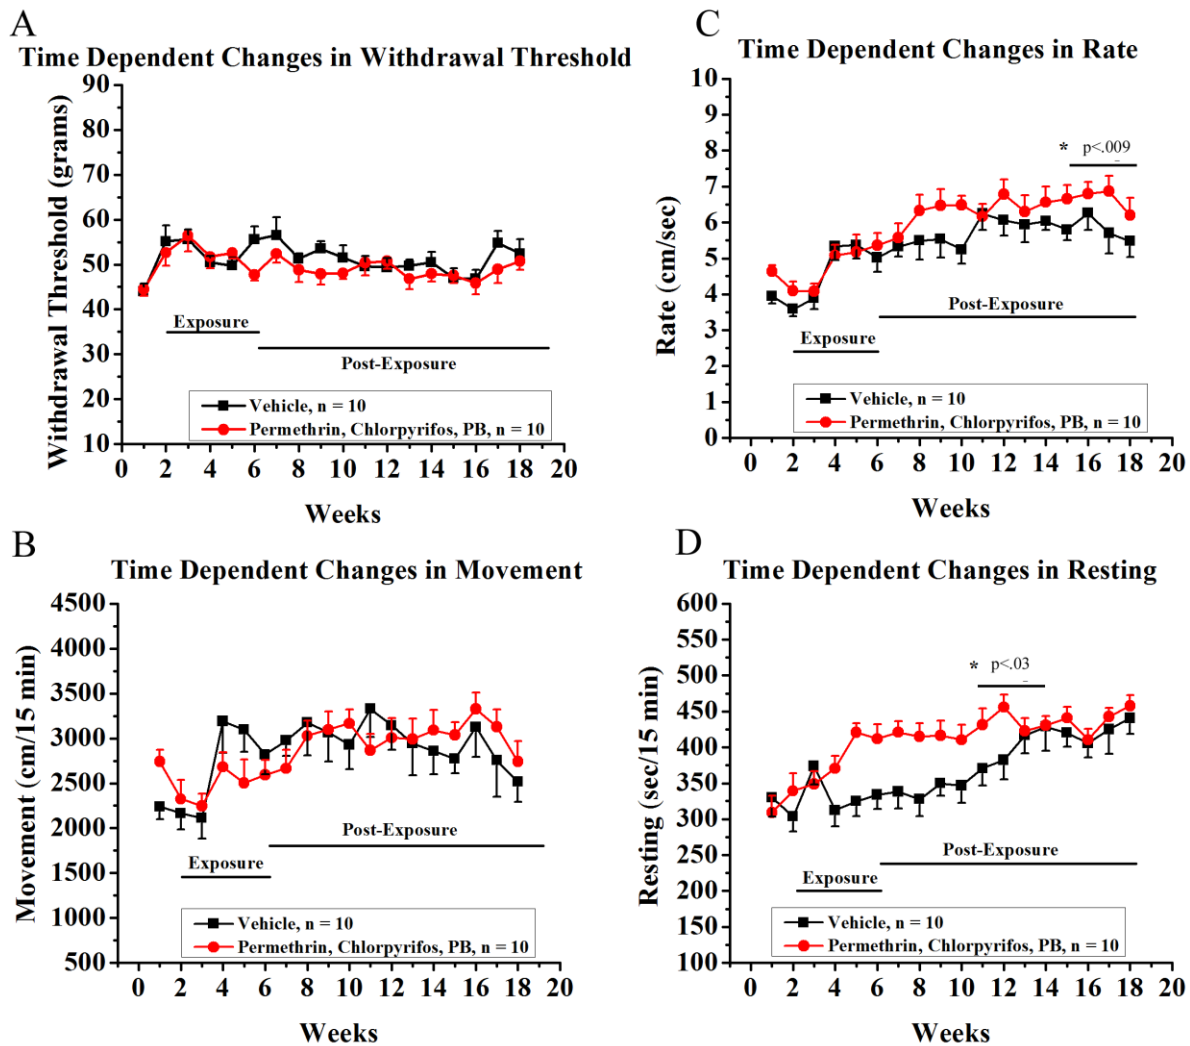 A
Time Dependent Changes in Withdrawal Threshold
Withdrawal Threshold (grams)
90
80
70
60
50
40
30
20
10
Exposure
Post-Exposure
Vehicle, n = 10
Permethrin, Chlorpyrifos, PB, n = 10
0 2 4 6 8 10 12 14 16 18 20
Weeks
C
Time Dependent Changes in Rate
Rate (cm/sec)
10
9
8
7
6
5
4
3
2
1
0
* p<.009
Post-Exposure
Exposure
Vehicle, n = 10
Permethrin, Chlorpyrifos, PB, n = 10
0 2 4 6 8 10 12 14 16 18 20
Weeks
B
Time Dependent Changes in Movement
Movement (cm/15 min)
4500
4000
3500
3000
2500
2000
1500
1000
500
Post-Exposure
Exposure
Vehicle, n = 10
Permethrin, Chlorpyrifos, PB, n = 10
0 2 4 6 8 10 12 14 16 18 20
Weeks
D
Time Dependent Changes in Resting
Resting (sec/15 min)
600
550
500
450
400
350
300
250
200
150
100
* p<.03
Post-Exposure
Exposure
Vehicle, n = 10
Permethrin, Chlorpyrifos, PB, n = 10
0 2 4 6 8 10 12 14 16 18 20
Weeks